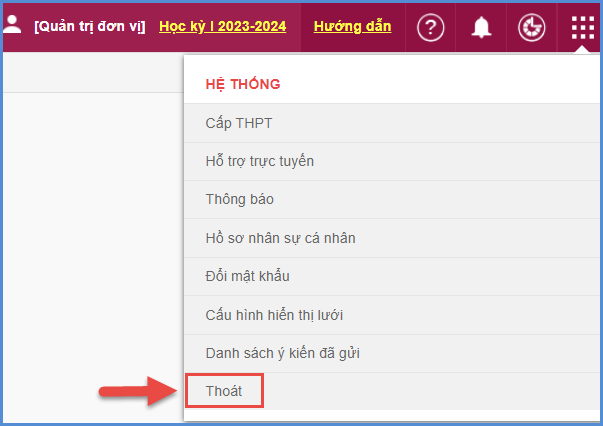 [Quản trị đơn vị] Học kỳ I 2023-2024 Hướng dẫn ?
HỆ THỐNG
Cấp THPT
Hỗ trợ trực tuyến
Thông báo
Hồ sơ nhân sự cá nhân
Đổi mật khẩu
Cấu hình hiển thị lưới
Danh sách ý kiến đã gửi
Thoát